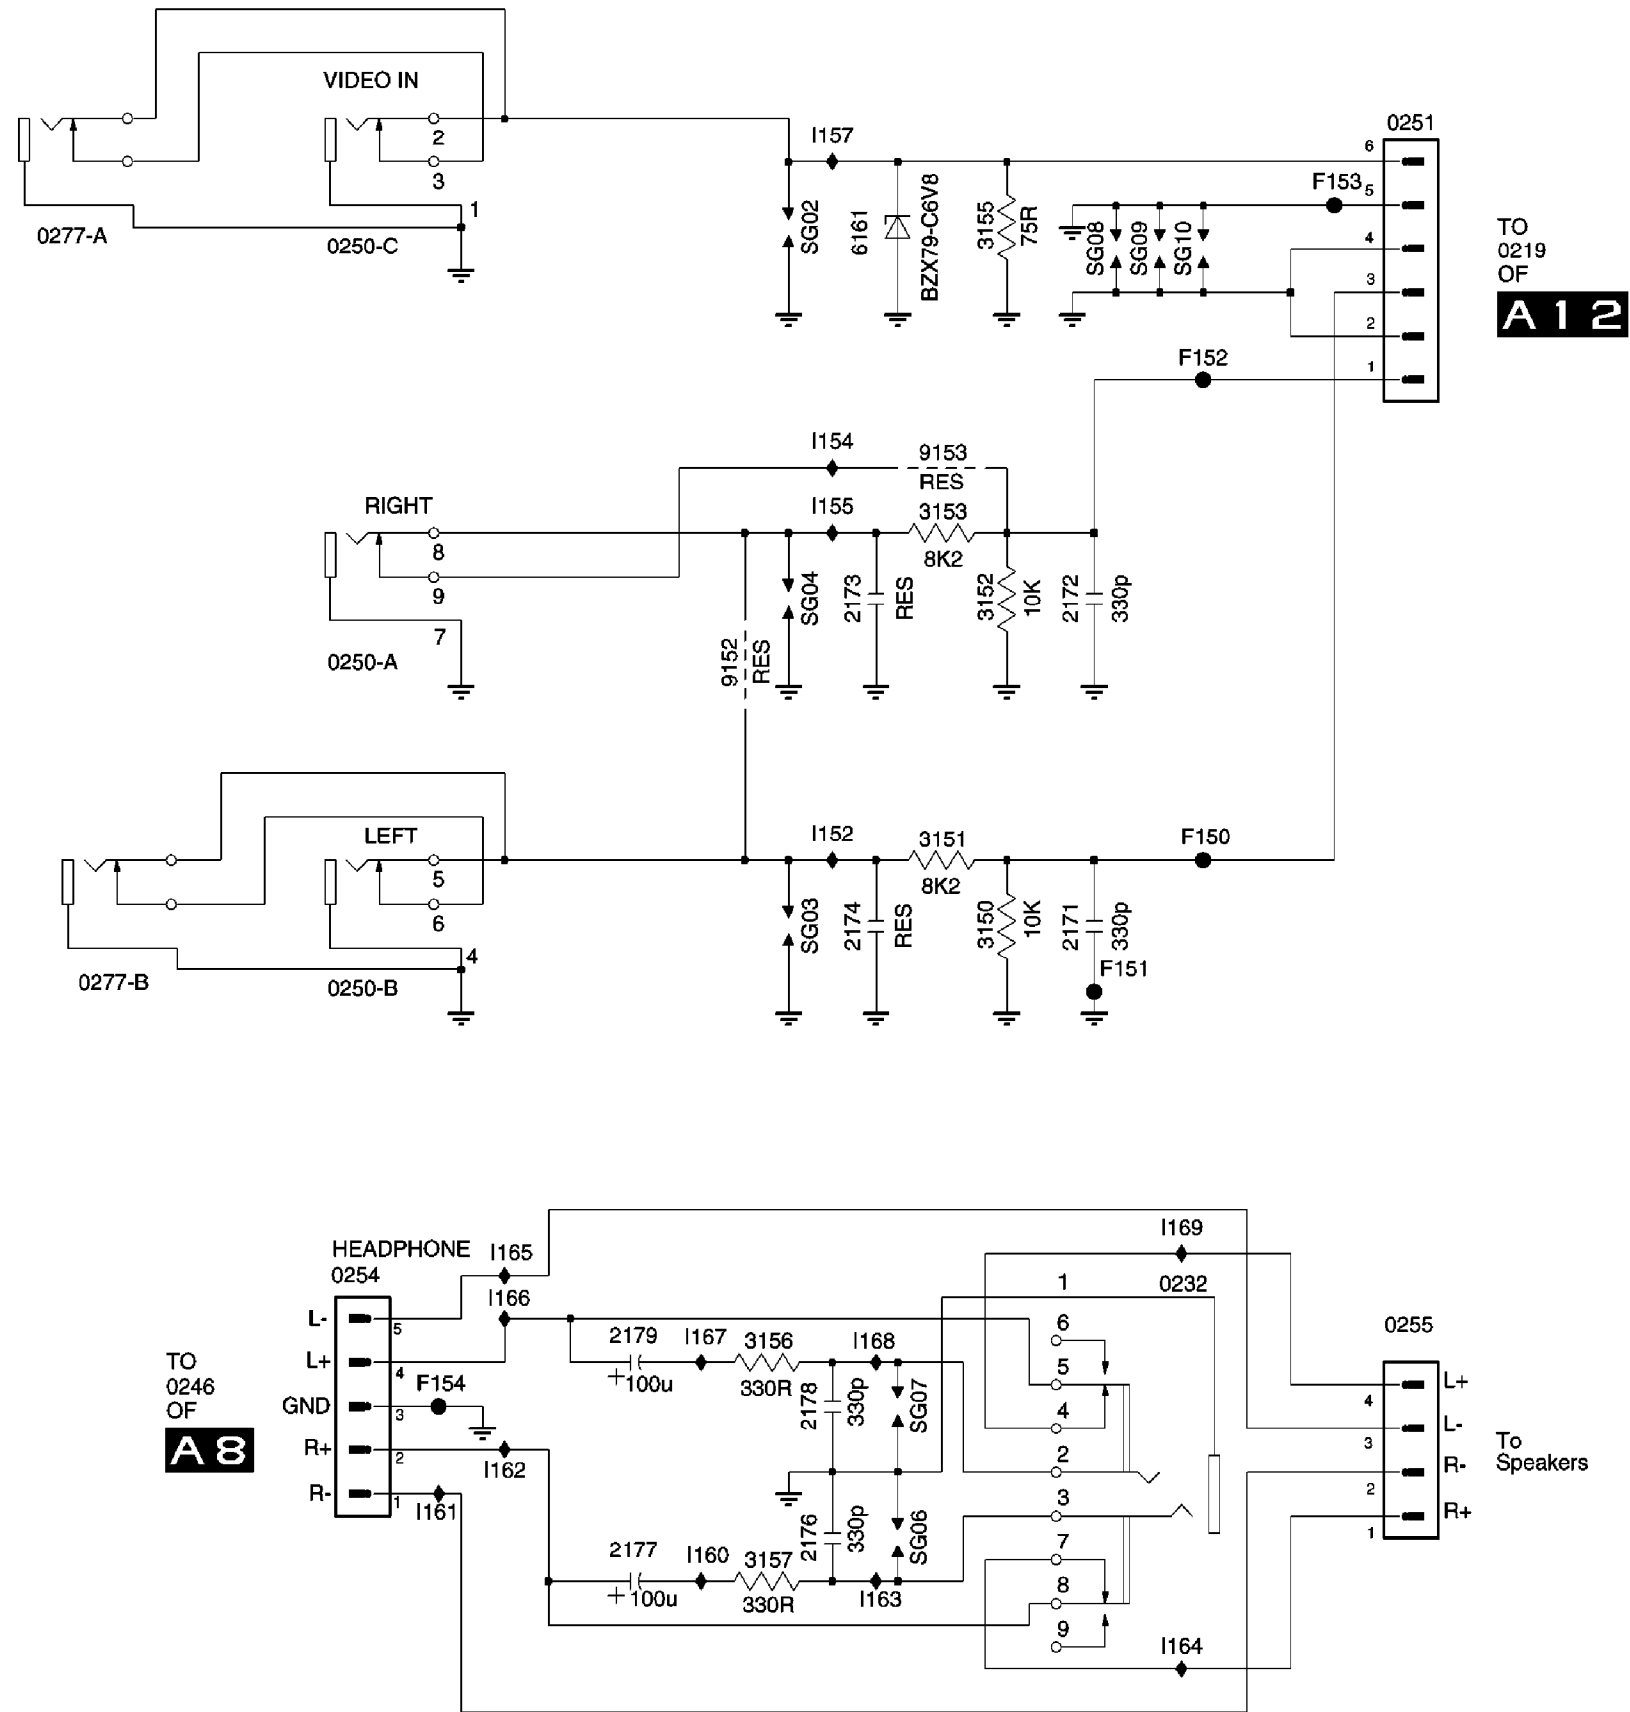 VIDEO IN
2
3
1
0277-A
0250-C
I157
SG02
6161
BZX79-C6V8
3155
75R
SG08
SG09
SG10
F153
0251
6
5
4
3
2
1
TO
0219
OF
A12
F152
I154
9153
RES
RIGHT
8
9
7
0250-A
I155
3153
8K2
9152
RES
SG04
2173
RES
3152
10K
2172
330p
LEFT
5
6
4
0277-B
0250-B
I152
3151
8K2
F150
SG03
2174
RES
3150
10K
2171
330p
F151
HEADPHONE
0254
I165
I166
L-
5
L+
4
GND
3
R+
2
R-
1
TO
0246
OF
A8
F154
I162
I161
2179
+100u
I167
3156
330R
I168
2178
330p
SG07
2176
330p
SG06
2177
+100u
I160
3157
330R
I163
I169
0232
1
6
5
4
2
3
7
8
9
I164
0255
L+
4
L-
3
R-
2
R+
1
To
Speakers